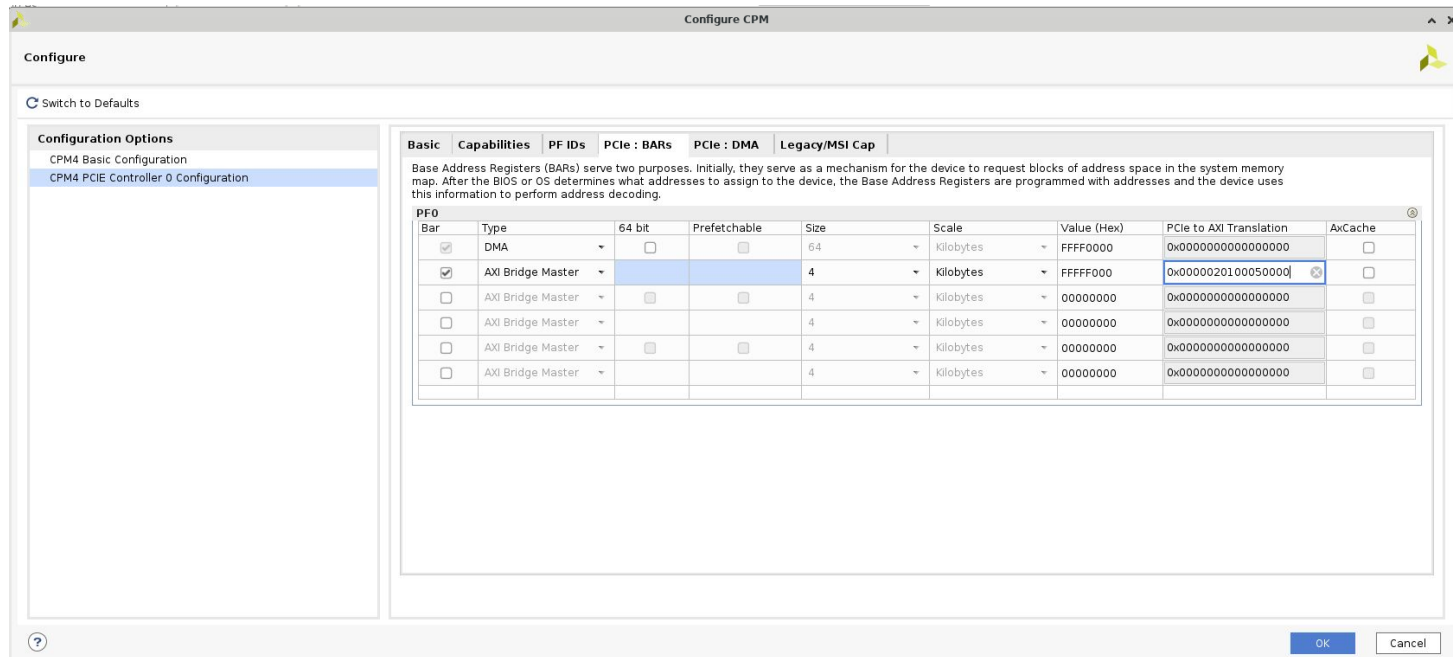 Configure CPM
Configure
Switch to Defaults
Configuration Options
CPM4 Basic Configuration
CPM4 PCIE Controller 0 Configuration
Basic Capabilities PF IDs PCIe : BARs PCIe : DMA Legacy/MSI Cap
Base Address Registers (BARs) serve two purposes. Initially, they serve as a mechanism for the device to request blocks of address space in the system memory
map. After the BIOS or OS determines what addresses to assign to the device, the Base Address Registers are programmed with addresses and the device uses
this information to perform address decoding.
PF0
Bar Type 64 bit Prefetchable Size Scale Value (Hex) PCIe to AXI Translation AxCache
DMA 64 Kilobytes FFFF0000 0x0000000000000000
AXI Bridge Master 4 Kilobytes FFFFF000 0x0000020100050000
AXI Bridge Master 4 Kilobytes 00000000 0x0000000000000000
AXI Bridge Master 4 Kilobytes 00000000 0x0000000000000000
AXI Bridge Master 4 Kilobytes 00000000 0x0000000000000000
AXI Bridge Master 4 Kilobytes 00000000 0x0000000000000000
? OK Cancel